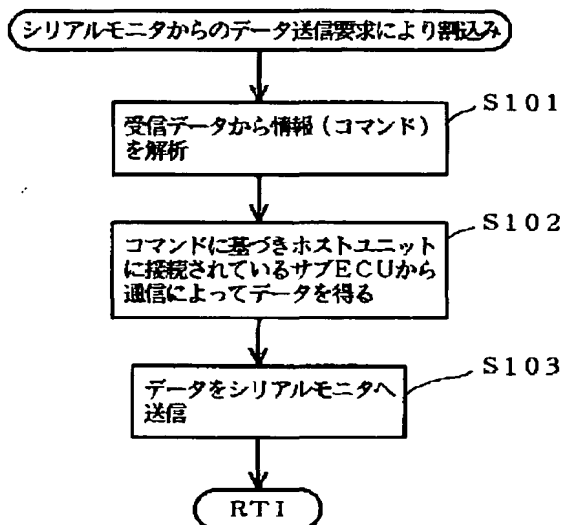 シリアルモニタからのデータ送信要求により割込み
S101
受信データから情報（コマンド）
を解析
S102
コマンドに基づきホストユニット
に接続されているサブECUから
通信によってデータを得る
S103
データをシリアルモニタへ
送信
RTI